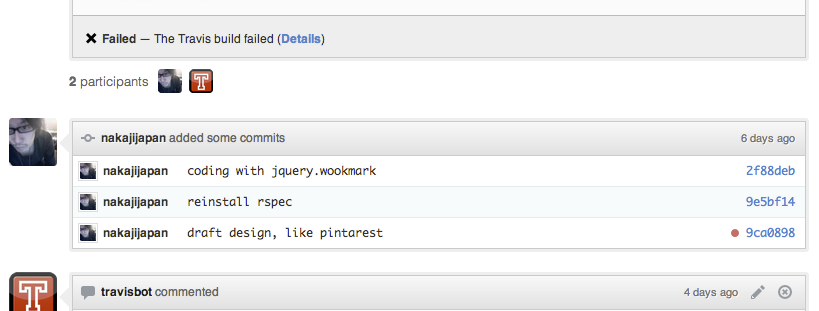 ✖ Failed — The Travis build failed (Details)
2 participants T
nakajijapan added some commits 6 days ago
nakajijapan coding with jquery.wookmark 2f88deb
nakajijapan reinstall rspec 9e5bf14
nakajijapan draft design, like pintarest 9ca0898
T
travisbot commented 4 days ago